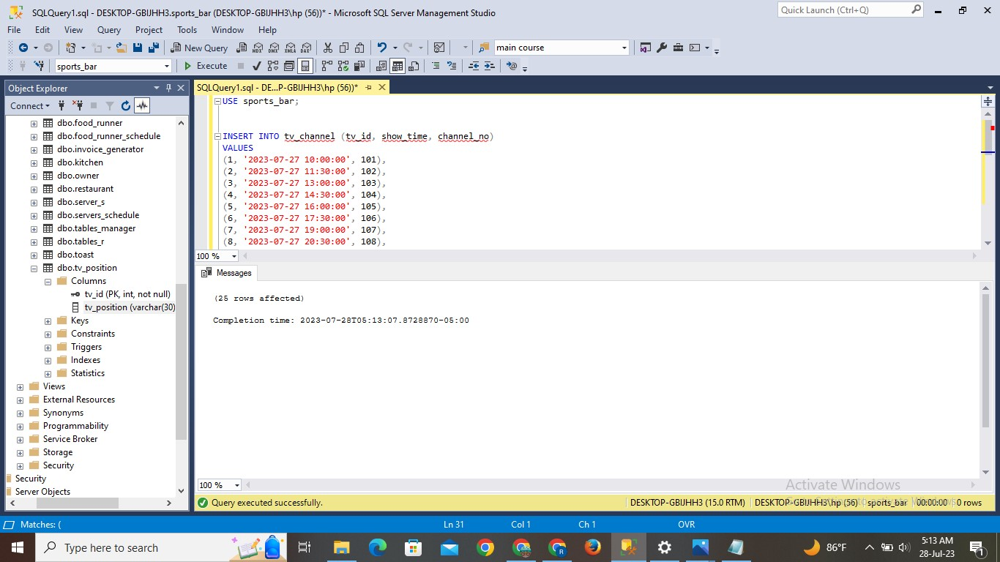 SQLQuery1.sql - DESKTOP-GBIJHH3.sports_bar (DESKTOP-GBIJHH3\hp (56))* - Microsoft SQL Server Management Studio
Quick Launch (Ctrl+Q)
File Edit View Query Project Tools Window Help
New Query
MDX DMX XMLA DAX
main course
sports_bar
Execute
Object Explorer
Connect
dbo.food_runner
dbo.food_runner_schedule
dbo.invoice_generator
dbo.kitchen
dbo.owner
dbo.restaurant
dbo.server_s
dbo.servers_schedule
dbo.tables_manager
dbo.tables_r
dbo.toast
dbo.tv_position
Columns
tv_id (PK, int, not null)
tv_position (varchar(30)
Keys
Constraints
Triggers
Indexes
Statistics
Views
External Resources
Synonyms
Programmability
Service Broker
Storage
Security
Security
Server Objects
SQLQuery1.sql - DE...P-GBIJHH3\hp (56))*
USE sports_bar;
INSERT INTO tv_channel (tv_id, show_time, channel_no)
VALUES
(1, '2023-07-27 10:00:00', 101),
(2, '2023-07-27 11:30:00', 102),
(3, '2023-07-27 13:00:00', 103),
(4, '2023-07-27 14:30:00', 104),
(5, '2023-07-27 16:00:00', 105),
(6, '2023-07-27 17:30:00', 106),
(7, '2023-07-27 19:00:00', 107),
(8, '2023-07-27 20:30:00', 108),
100 %
Messages
(25 rows affected)
Completion time: 2023-07-28T05:13:07.8728870-05:00
100 %
Activate Windows
Go to Settings to activate Windows.
Query executed successfully.
DESKTOP-GBIJHH3 (15.0 RTM) DESKTOP-GBIJHH3\hp (56) sports_bar 00:00:00 0 rows
Matches: (
Ln 31 Col 1 Ch 1 OVR
Type here to search
86°F
5:13 AM
28-Jul-23
1